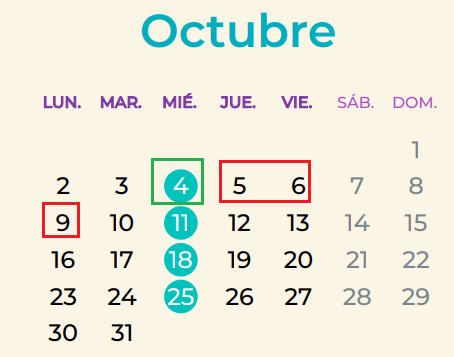 Octubre
LUN. MAR. MIÉ. JUE. VIE. SÁB. DOM.
1
2 3 4 5 6 7 8
9 10 11 12 13 14 15
16 17 18 19 20 21 22
23 24 25 26 27 28 29
30 31